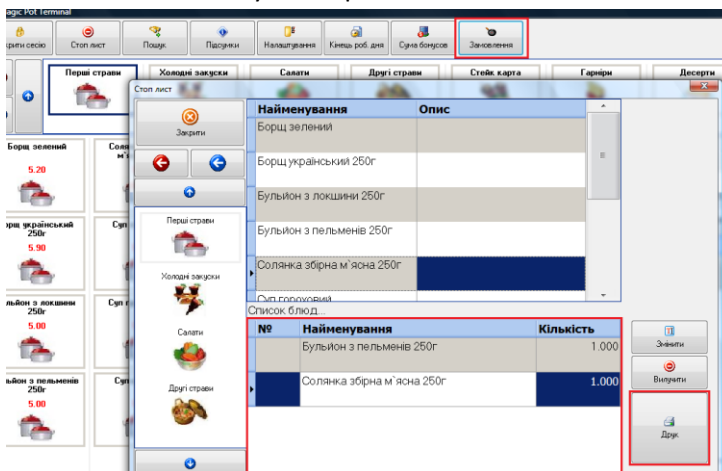 agic Pot Terminal
крити сесію
Стоп лист
Пошук
Підсумки
Налаштування
Кінець роб. дня
Сума бонусов
Замовлення
Перші страви
Холодні закуски
Салати
Другі страви
Стейк карта
Гарніри
Десерти
Стоп лист
Закрити
Найменування Опис
Борщ зелений
Борщ український 250г
Бульйон з локшини 250г
Бульйон з пельменів 250г
Солянка збірна м`ясна 250г
Суп гороховий
Перші страви
Холодні закуски
Салати
Другі страви
Список блюд...
№ Найменування Кількість
Бульйон з пельменів 250г 1.000
Солянка збірна м`ясна 250г 1.000
Змінити
Вилучити
Друк
Борщ зелений
5.20
орщ український
250г
5.90
льйон з локшини
250г
5.00
льйон з пельменів
250г
5.00